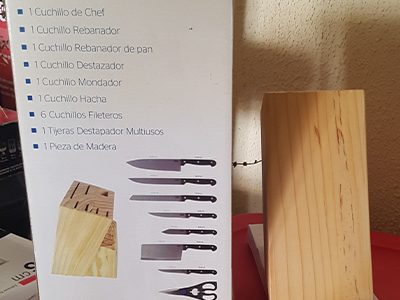 1 Cuchillo de Chef
1 Cuchillo Rebanador
1 Cuchillo Rebanador de pan
1 Cuchillo Destazador
1 Cuchillo Mondador
1 Cuchillo Hacha
6 Cuchillos Fileteros
1 Tijeras Destapador Multiusos
1 Pieza de Madera
cm